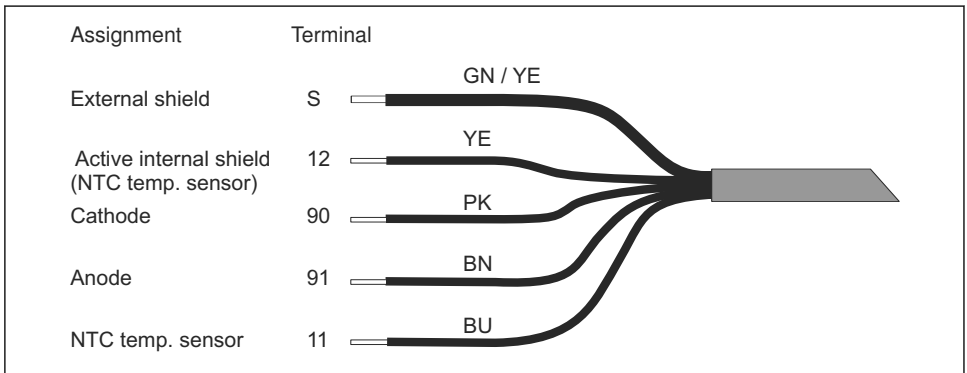 Assignment Terminal
GN / YE
External shield S
YE
Active internal shield 12
(NTC temp. sensor)
PK
Cathode 90
BN
Anode 91
BU
NTC temp. sensor 11